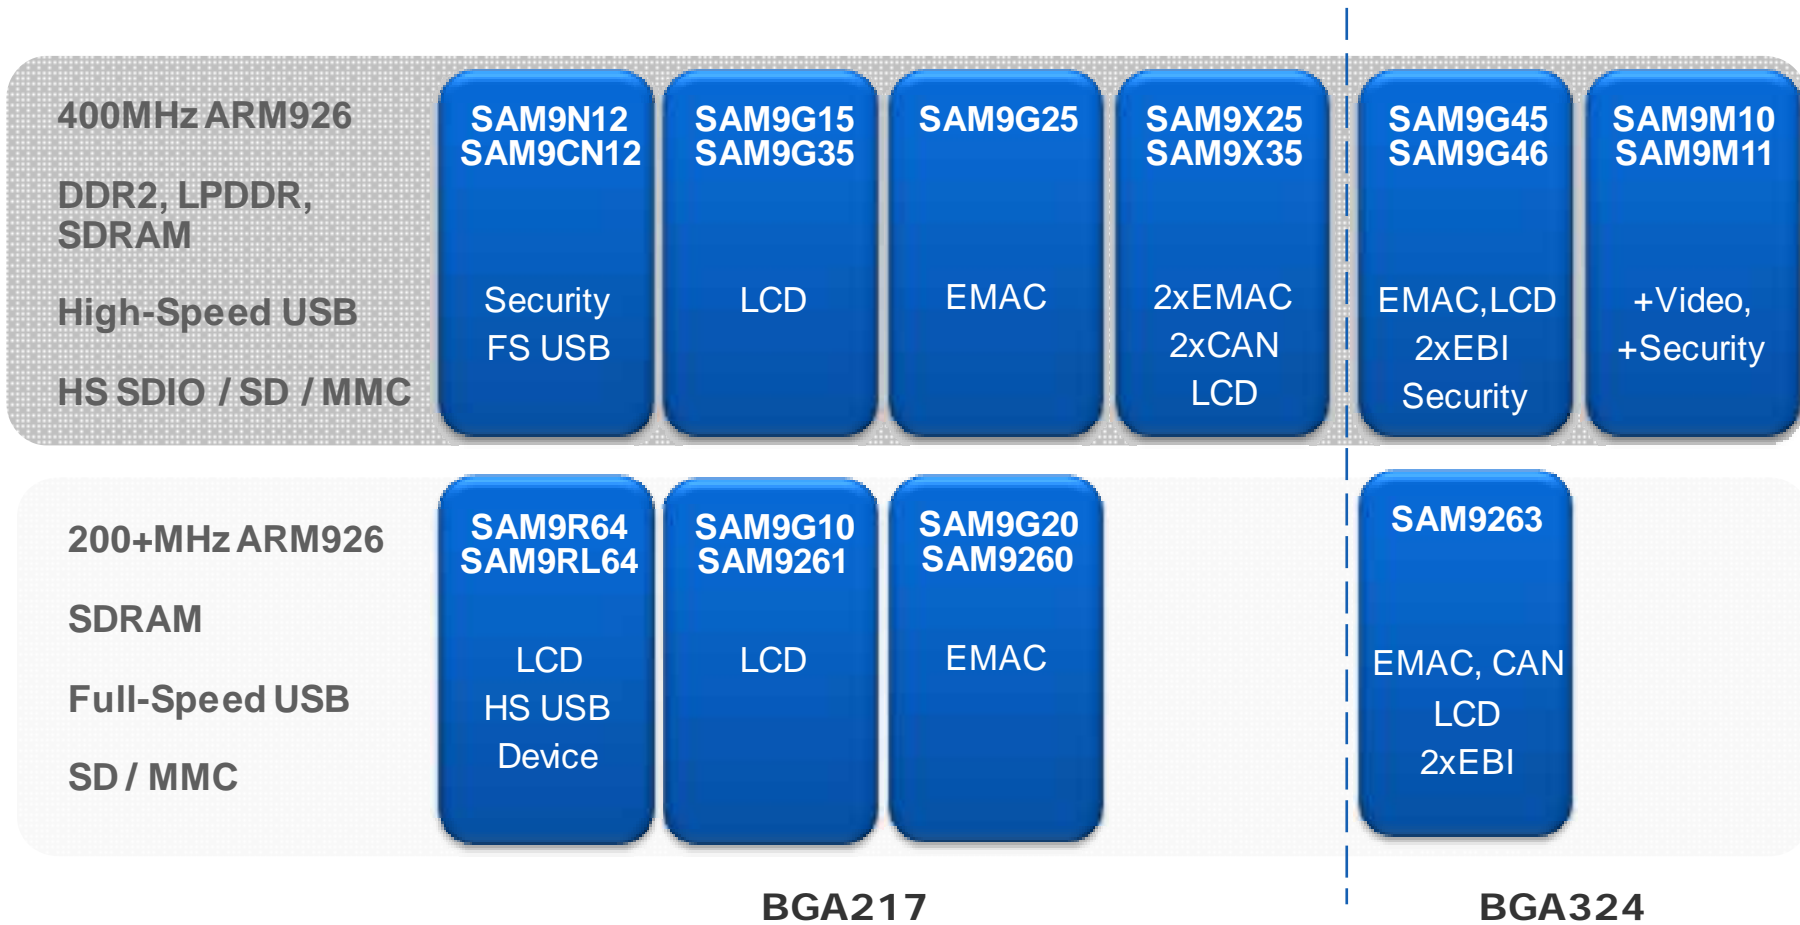 400MHz ARM926
DDR2, LPDDR,
SDRAM
High-Speed USB
HS SDIO / SD / MMC
SAM9N12
SAM9CN12
Security
FS USB
SAM9G15
SAM9G35
LCD
SAM9G25
EMAC
SAM9X25
SAM9X35
2xEMAC
2xCAN
LCD
SAM9G45
SAM9G46
EMAC,LCD
2xEBI
Security
SAM9M10
SAM9M11
+Video,
+Security
200+MHz ARM926
SDRAM
Full-Speed USB
SD / MMC
SAM9R64
SAM9RL64
LCD
HS USB
Device
SAM9G10
SAM9261
LCD
SAM9G20
SAM9260
EMAC
SAM9263
EMAC, CAN
LCD
2xEBI
BGA217
BGA324